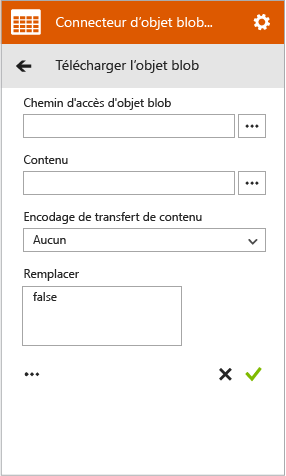 Connecteur d'objet blob...
Télécharger l'objet blob
Chemin d'accès d'objet blob
...
Contenu
...
Encodage de transfert de contenu
Aucun
Remplacer
false
...